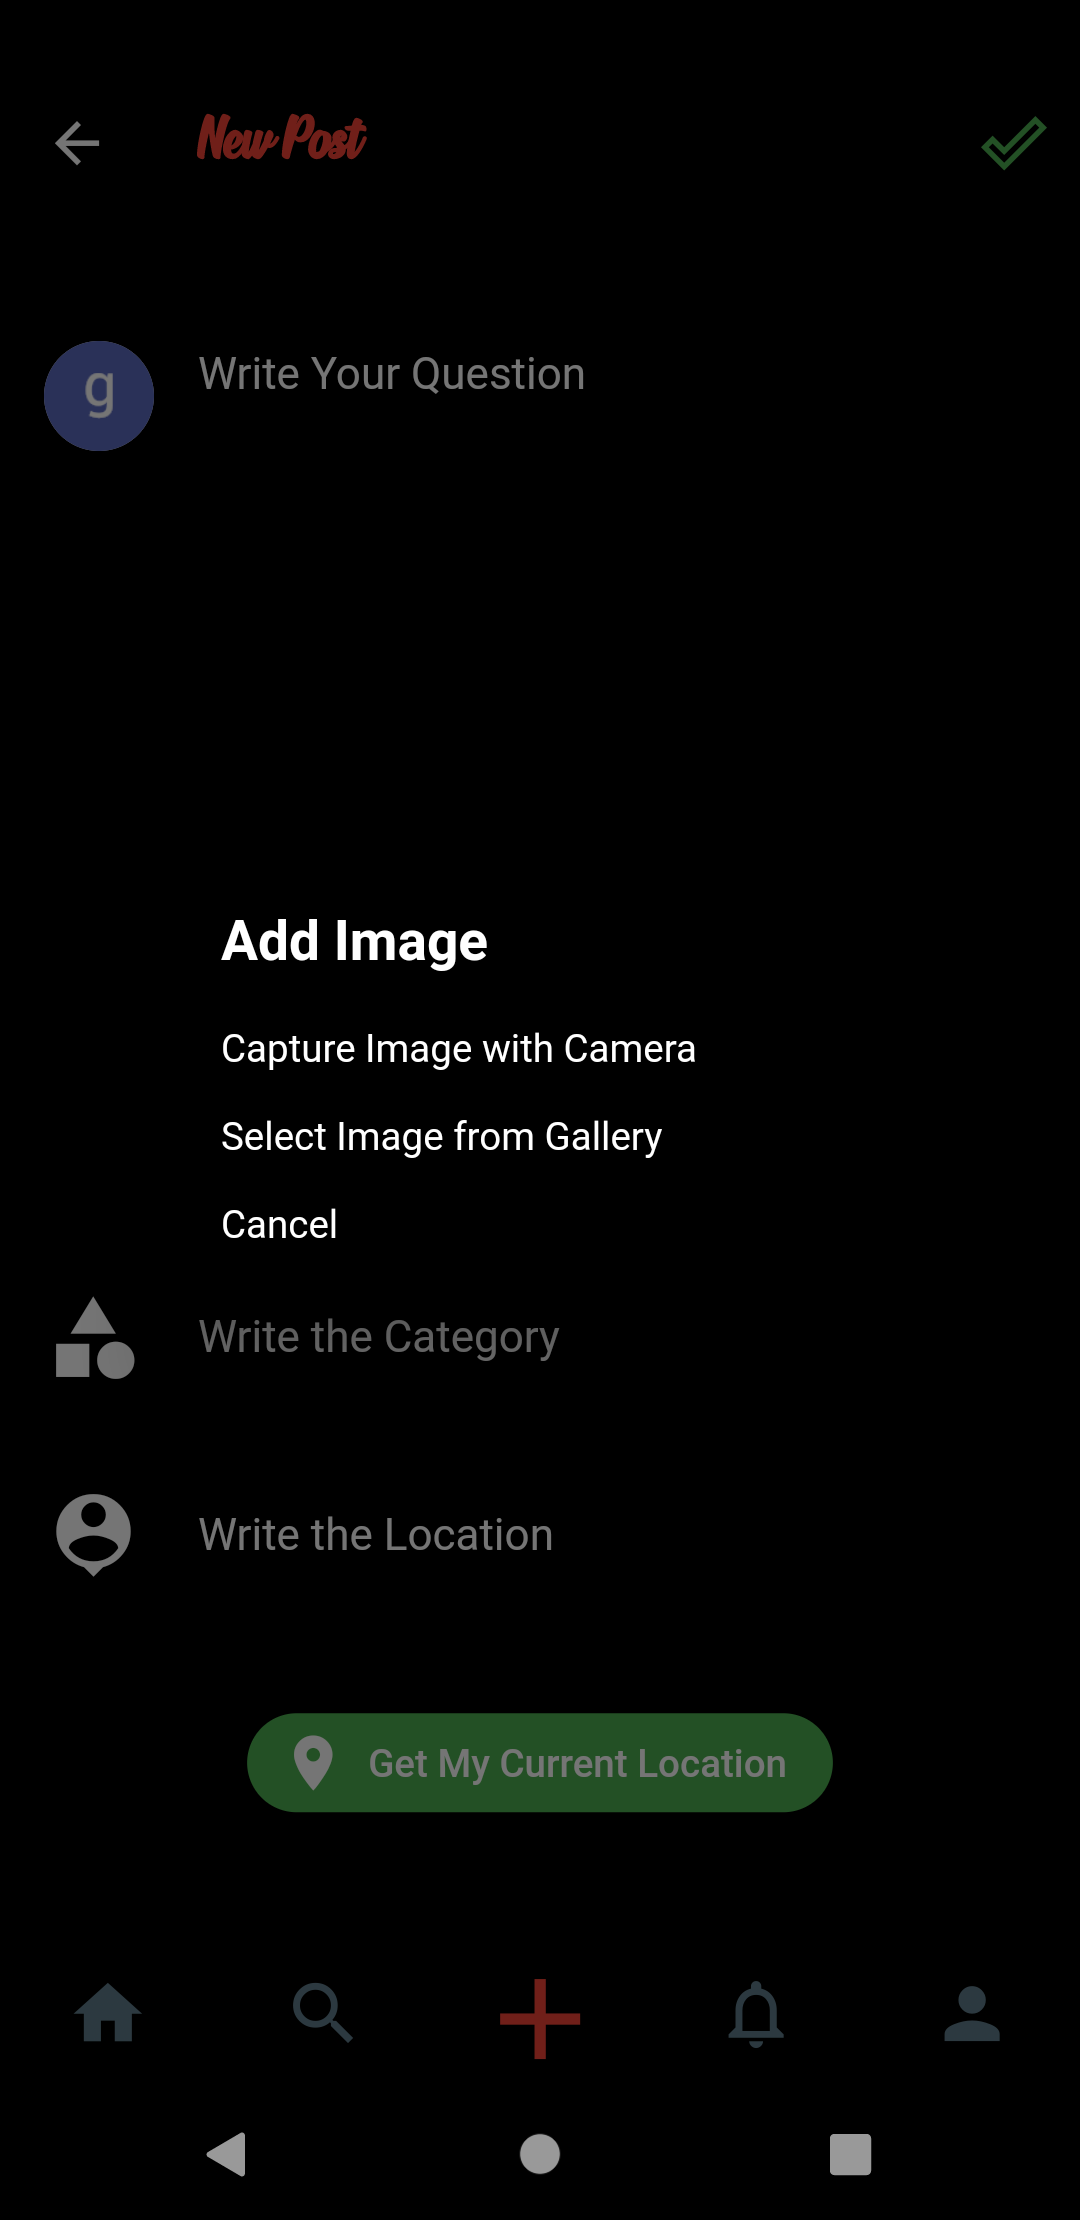 New Post
g
Write Your Question
Add Image
Capture Image with Camera
Select Image from Gallery
Cancel
Write the Category
Write the Location
Get My Current Location